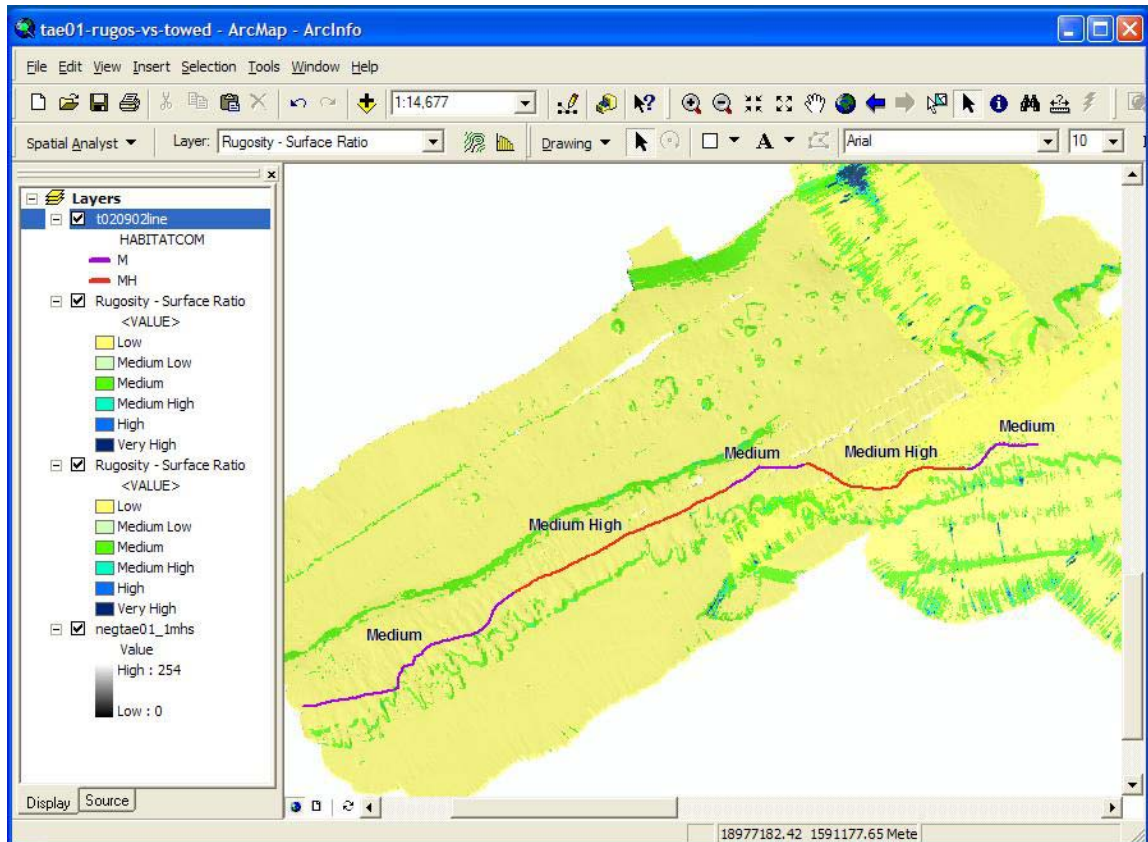 tae01-rugos-vs-towed - ArcMap - ArcInfo
File Edit View Insert Selection Tools Window Help
1:14,677
Spatial Analyst Layer: Rugosity - Surface Ratio Drawing A Arial 10
Layers
t020902line
HABITATCOM
M
MH
Rugosity - Surface Ratio
<VALUE>
Low
Medium Low
Medium
Medium High
High
Very High
Rugosity - Surface Ratio
<VALUE>
Low
Medium Low
Medium
Medium High
High
Very High
negtae01_1mhs
Value
High : 254
Low : 0
Medium
Medium High
Medium
Medium High
Medium
Display Source
18977182.42 1591177.65 Mete